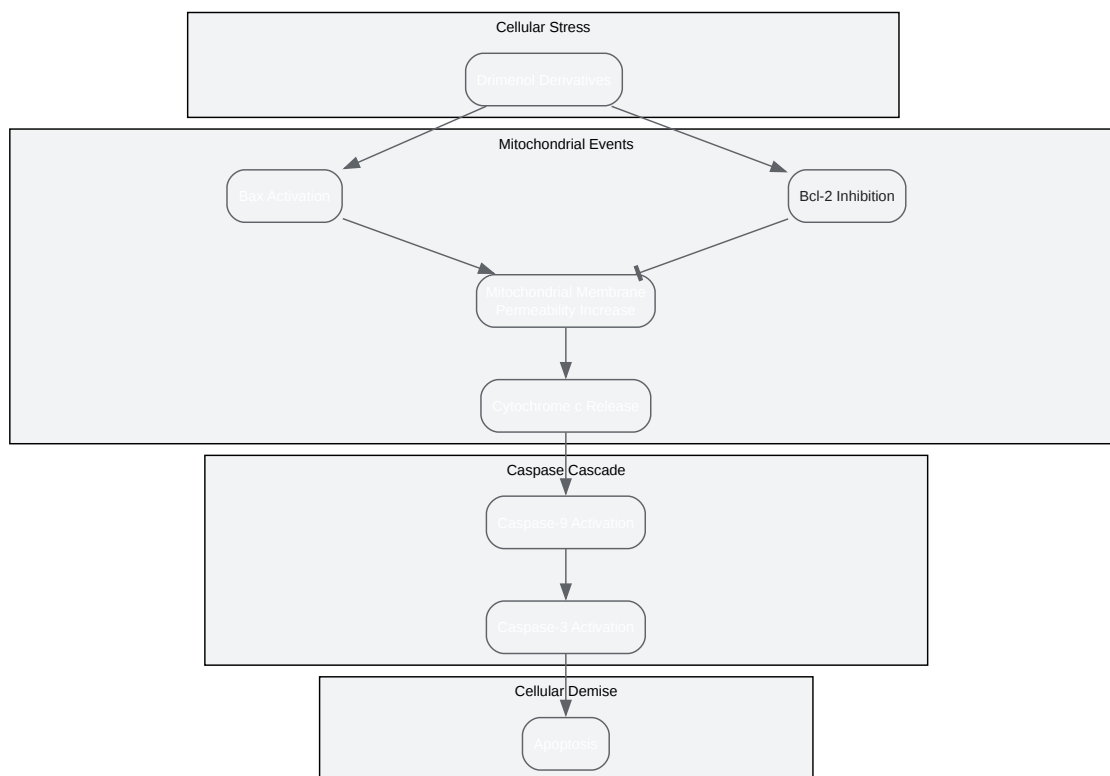 Cellular Stress
Drimenol Derivatives
Mitochondrial Events
Bax Activation
Bcl-2 Inhibition
Mitochondrial Membrane
Permeability Increase
Cytochrome c Release
Caspase Cascade
Caspase-9 Activation
Caspase-3 Activation
Cellular Demise
Apoptosis